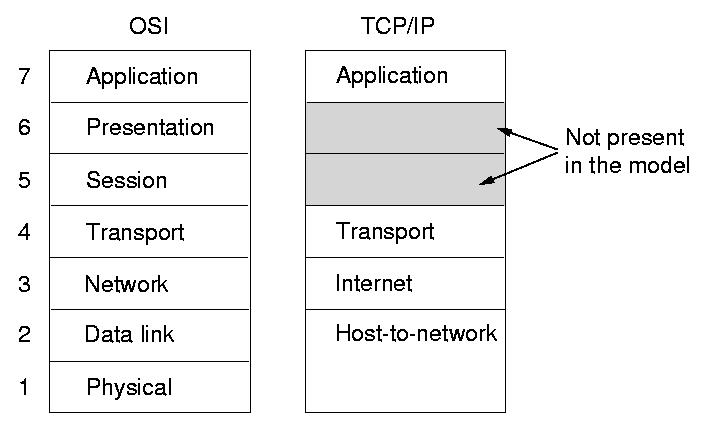 OSI
TCP/IP
7 Application Application
6 Presentation
5 Session
Not present
in the model
4 Transport Transport
3 Network Internet
2 Data link Host-to-network
1 Physical